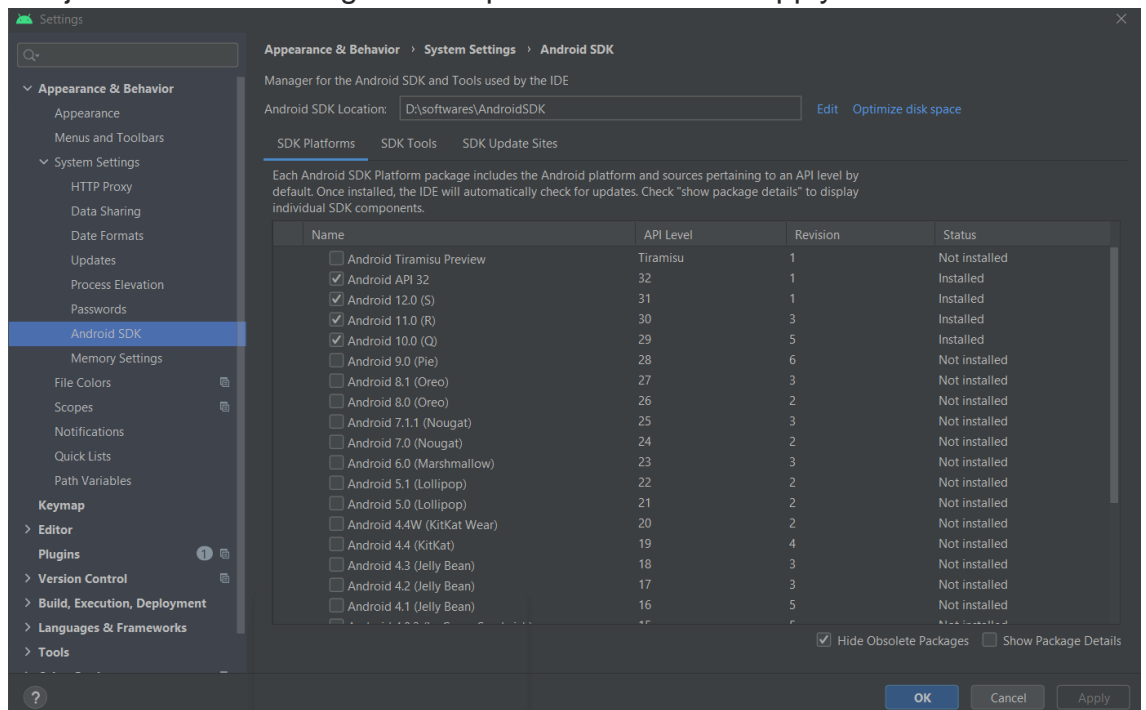 Settings
Appearance & Behavior
Appearance
Menus and Toolbars
System Settings
HTTP Proxy
Data Sharing
Date Formats
Updates
Process Elevation
Passwords
Android SDK
Memory Settings
File Colors
Scopes
Notifications
Quick Lists
Path Variables
Keymap
Editor
Plugins 1
Version Control
Build, Execution, Deployment
Languages & Frameworks
Tools
?
Appearance & Behavior › System Settings › Android SDK
Manager for the Android SDK and Tools used by the IDE
Android SDK Location: D:\softwares\AndroidSDK Edit Optimize disk space
SDK Platforms SDK Tools SDK Update Sites
Each Android SDK Platform package includes the Android platform and sources pertaining to an API level by
default. Once installed, the IDE will automatically check for updates. Check "show package details" to display
individual SDK components.
Name API Level Revision Status
Android Tiramisu Preview Tiramisu 1 Not installed
Android API 32 32 1 Installed
Android 12.0 (S) 31 1 Installed
Android 11.0 (R) 30 3 Installed
Android 10.0 (Q) 29 5 Installed
Android 9.0 (Pie) 28 6 Not installed
Android 8.1 (Oreo) 27 3 Not installed
Android 8.0 (Oreo) 26 2 Not installed
Android 7.1.1 (Nougat) 25 3 Not installed
Android 7.0 (Nougat) 24 2 Not installed
Android 6.0 (Marshmallow) 23 3 Not installed
Android 5.1 (Lollipop) 22 2 Not installed
Android 5.0 (Lollipop) 21 2 Not installed
Android 4.4W (KitKat Wear) 20 2 Not installed
Android 4.4 (KitKat) 19 4 Not installed
Android 4.3 (Jelly Bean) 18 3 Not installed
Android 4.2 (Jelly Bean) 17 3 Not installed
Android 4.1 (Jelly Bean) 16 5 Not installed
Hide Obsolete Packages Show Package Details
OK Cancel Apply